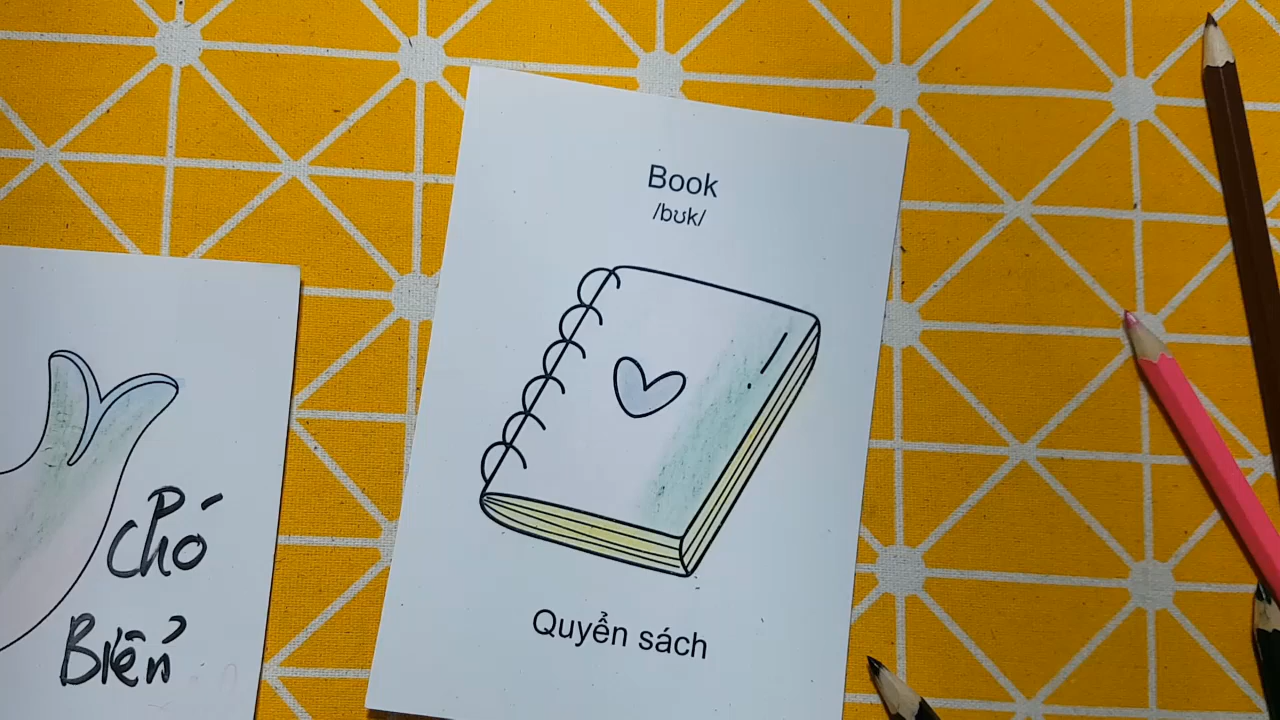 Book
/bʊk/
Quyển sách
Chó
Biển